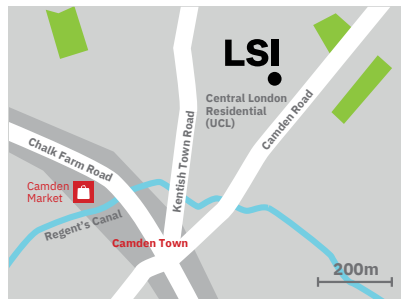 LSI
Central London
Residential
(UCL)
Camden Road
Kentish Town Road
Chalk Farm Road
Camden
Market
Regent's Canal
Camden Town
200m